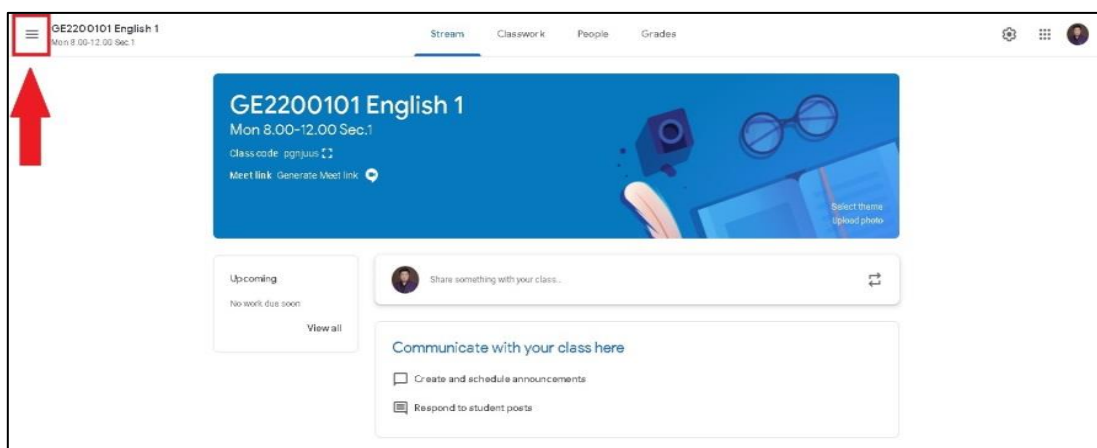 GE2200101 English 1
Mon 8.00-12.00 Sec.1
Stream Classwork People Grades
GE2200101 English 1
Mon 8.00-12.00 Sec.1
Class code pgnjuus
Meet link Generate Meet link
Select theme
Upload photo
Upcoming
No work due soon
View all
Share something with your class...
Communicate with your class here
Create and schedule announcements
Respond to student posts